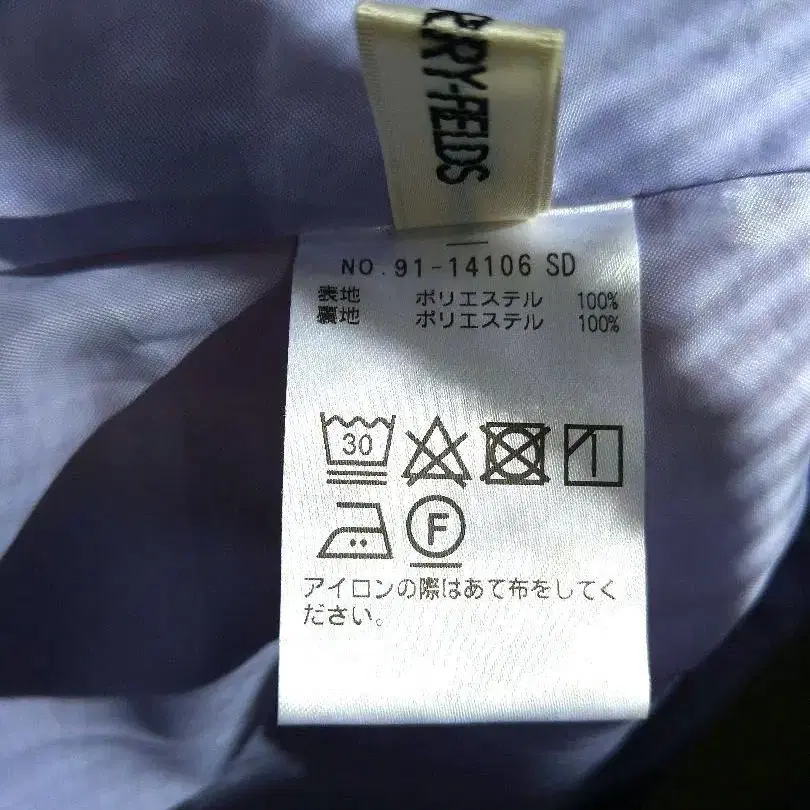 RRY-FIELDS
NO. 91-14106 SD
表地 ポリエステル 100%
裏地 ポリエステル 100%
30
F
アイロンの際はあて布をしてく
ださい。